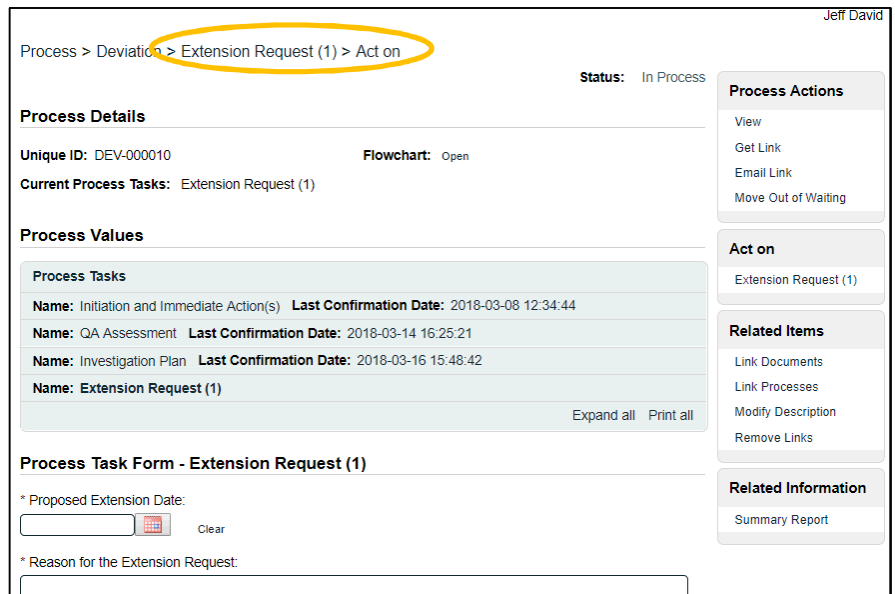 Jeff David
Process > Deviation > Extension Request (1) > Act on
Status: In Process
Process Details
Unique ID: DEV-000010 Flowchart: Open
Current Process Tasks: Extension Request (1)
Process Values
Process Tasks
Name: Initiation and Immediate Action(s) Last Confirmation Date: 2018-03-08 12:34:44
Name: QA Assessment Last Confirmation Date: 2018-03-14 16:25:21
Name: Investigation Plan Last Confirmation Date: 2018-03-16 15:48:42
Name: Extension Request (1)
Expand all Print all
Process Task Form - Extension Request (1)
* Proposed Extension Date:
Clear
* Reason for the Extension Request:
Process Actions
View
Get Link
Email Link
Move Out of Waiting
Act on
Extension Request (1)
Related Items
Link Documents
Link Processes
Modify Description
Remove Links
Related Information
Summary Report